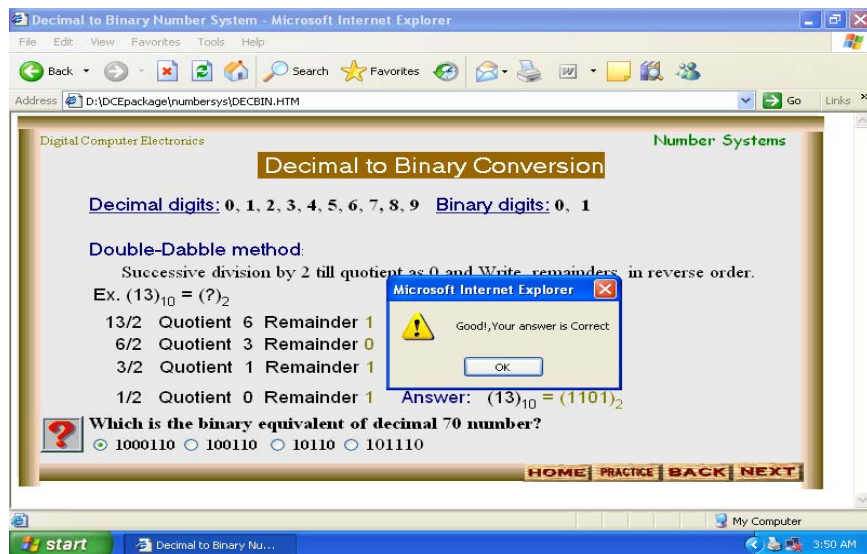 Decimal to Binary Number System - Microsoft Internet Explorer
File Edit View Favorites Tools Help
Back Search Favorites
Address D:\DCEpackage\numbersys\DECBIN.HTM Go Links »
Digital Computer Electronics Number Systems
Decimal to Binary Conversion
Decimal digits: 0, 1, 2, 3, 4, 5, 6, 7, 8, 9 Binary digits: 0, 1
Double-Dabble method:
Successive division by 2 till quotient as 0 and Write remainders in reverse order.
Ex. (13)₁₀ = (?)₂
Microsoft Internet Explorer
Good!,Your answer is Correct
OK
13/2 Quotient 6 Remainder 1
6/2 Quotient 3 Remainder 0
3/2 Quotient 1 Remainder 1
1/2 Quotient 0 Remainder 1 Answer: (13)₁₀ = (1101)₂
Which is the binary equivalent of decimal 70 number?
1000110 100110 10110 101110
HOME PRACTICE BACK NEXT
My Computer
start Decimal to Binary Nu... 3:50 AM